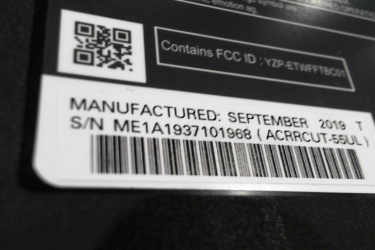 Contains FCC ID : YZP-ETWFFTBC01
MANUFACTURED: SEPTEMBER 2019 T
S/N ME1A1937101968 ( ACRRCUT-55UL )